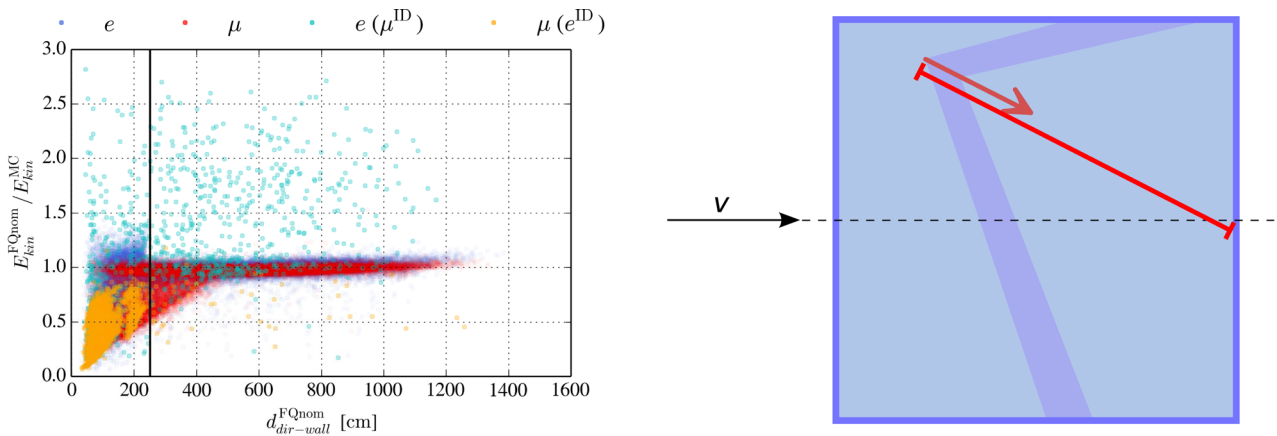 e μ e (μ^ID) μ (e^ID)
3.0
2.5
2.0
1.5
1.0
0.5
0.0
E_kin^FQnom / E_kin^MC
0 200 400 600 800 1000 1200 1400 1600
d_dir−wall^FQnom [cm]
ν